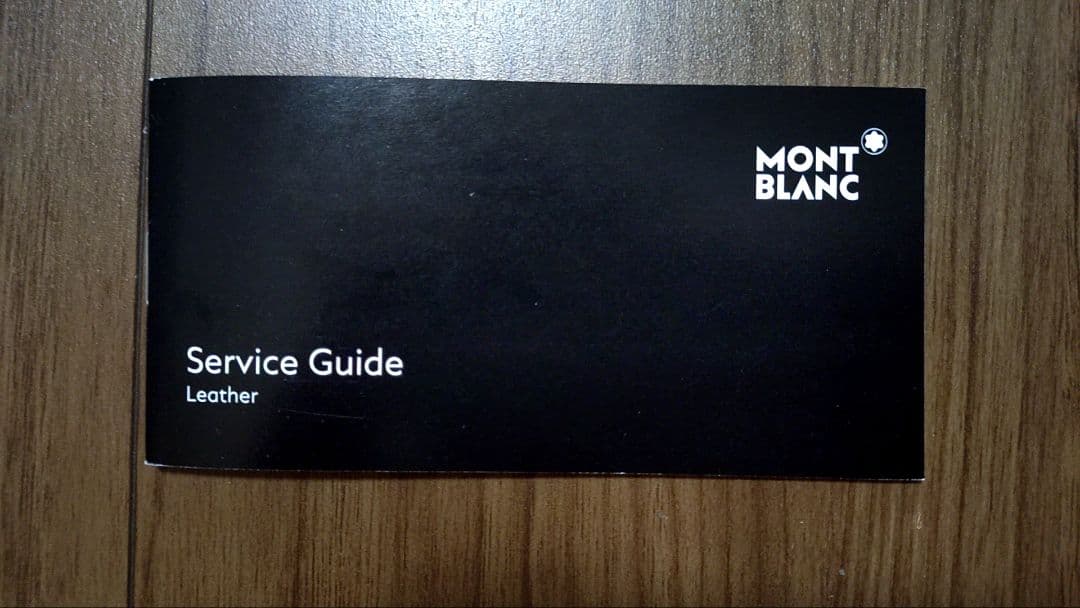 MONT
BLANC
Service Guide
Leather